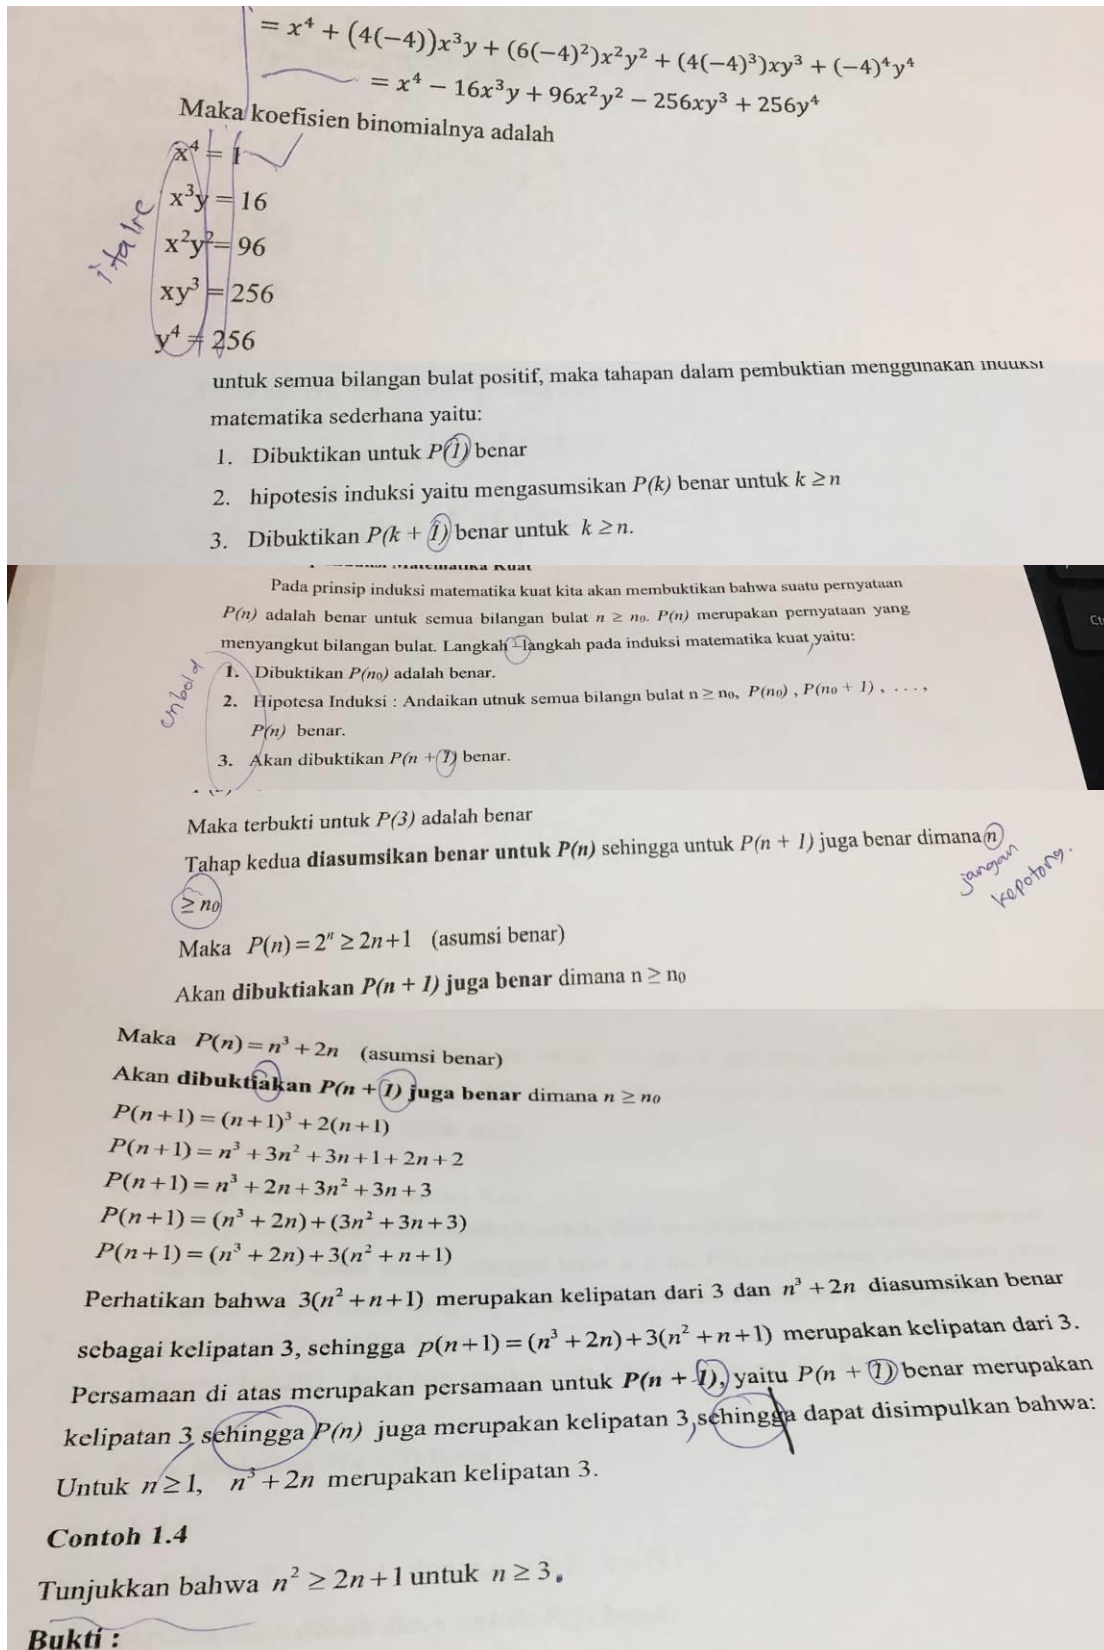 = x⁴ + (4(−4))x³y + (6(−4)²)x²y² + (4(−4)³)xy³ + (−4)⁴y⁴
= x⁴ − 16x³y + 96x²y² − 256xy³ + 256y⁴
Maka koefisien binomialnya adalah
x⁴ = 1
x³y = 16
italre
x²y² = 96
xy³ = 256
y⁴ = 256
untuk semua bilangan bulat positif, maka tahapan dalam pembuktian menggunakan induksi
matematika sederhana yaitu:
1. Dibuktikan untuk P(1) benar
2. hipotesis induksi yaitu mengasumsikan P(k) benar untuk k ≥ n
3. Dibuktikan P(k + 1) benar untuk k ≥ n.
Matematika Kuat
Pada prinsip induksi matematika kuat kita akan membuktikan bahwa suatu pernyataan
P(n) adalah benar untuk semua bilangan bulat n ≥ n₀. P(n) merupakan pernyataan yang
menyangkut bilangan bulat. Langkah -langkah pada induksi matematika kuat yaitu:
Ctr
1. Dibuktikan P(n₀) adalah benar.
unbold
2. Hipotesa Induksi : Andaikan utnuk semua bilangn bulat n ≥ n₀, P(n₀) , P(n₀ + 1) , . . . ,
P(n) benar.
3. Akan dibuktikan P(n + 1) benar.
Maka terbukti untuk P(3) adalah benar
Tahap kedua diasumsikan benar untuk P(n) sehingga untuk P(n + 1) juga benar dimana n
jangan
kepotong.
≥ n₀
Maka P(n) = 2ⁿ ≥ 2n+1 (asumsi benar)
Akan dibuktiakan P(n + 1) juga benar dimana n ≥ n₀
Maka P(n) = n³ + 2n (asumsi benar)
Akan dibuktiakan P(n + 1) juga benar dimana n ≥ n₀
P(n+1) = (n+1)³ + 2(n+1)
P(n+1) = n³ + 3n² + 3n + 1 + 2n + 2
P(n+1) = n³ + 2n + 3n² + 3n + 3
P(n+1) = (n³ + 2n) + (3n² + 3n + 3)
P(n+1) = (n³ + 2n) + 3(n² + n + 1)
Perhatikan bahwa 3(n² + n + 1) merupakan kelipatan dari 3 dan n³ + 2n diasumsikan benar
sebagai kelipatan 3, sehingga p(n+1) = (n³ + 2n) + 3(n² + n + 1) merupakan kelipatan dari 3.
Persamaan di atas merupakan persamaan untuk P(n + 1), yaitu P(n + 1) benar merupakan
kelipatan 3 sehingga P(n) juga merupakan kelipatan 3 , sehingga dapat disimpulkan bahwa:
Untuk n ≥ 1, n³ + 2n merupakan kelipatan 3.
Contoh 1.4
Tunjukkan bahwa n² ≥ 2n + 1 untuk n ≥ 3.
Bukti :